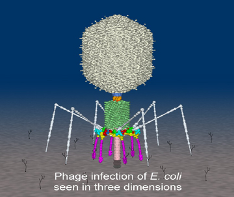 Phage infection of E. coli
seen in three dimensions